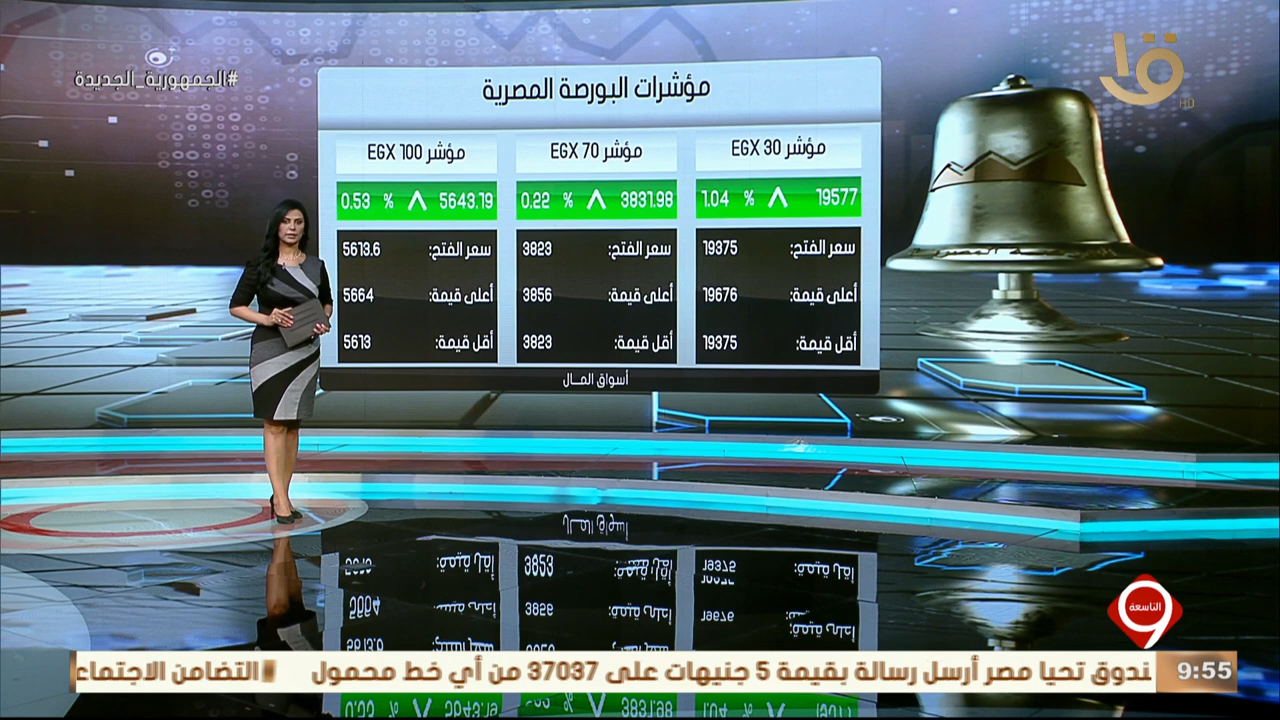 #الجمهورية_الجديدة
HD
مؤشرات البورصة المصرية
مؤشر EGX 30
19577 % 1.04
سعر الفتح: 19375
أعلى قيمة: 19676
أقل قيمة: 19375
مؤشر EGX 70
3831.98 % 0.22
سعر الفتح: 3823
أعلى قيمة: 3856
أقل قيمة: 3823
مؤشر EGX 100
5643.19 % 0.53
سعر الفتح: 5613.6
أعلى قيمة: 5664
أقل قيمة: 5613
أسواق المـال
التاسعة
9
9:55
ندوق تحيا مصر أرسل رسالة بقيمة 5 جنيهات على 37037 من أي خط محمول التضامن الاجتماع